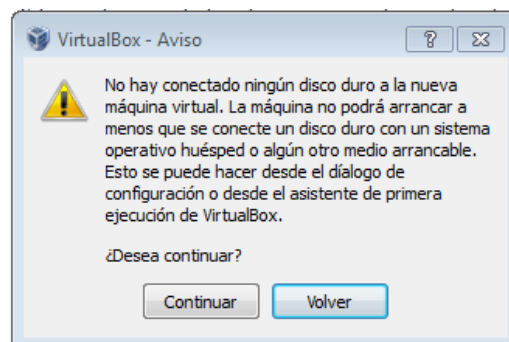 VirtualBox - Aviso
No hay conectado ningún disco duro a la nueva
máquina virtual. La máquina no podrá arrancar a
menos que se conecte un disco duro con un sistema
operativo huésped o algún otro medio arrancable.
Esto se puede hacer desde el díalogo de
configuración o desde el asistente de primera
ejecución de VirtualBox.
¿Desea continuar?
Continuar Volver